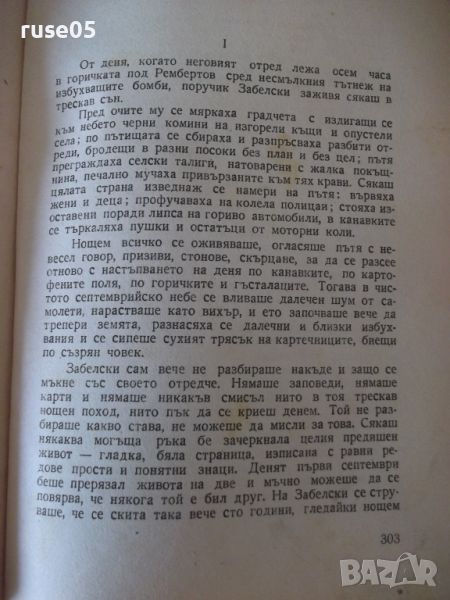 ruse05
I
От деня, когато неговият отред лежа осем часа
в горичката под Рембертов сред несмълкния тътнеж на
избухващите бомби, поручик Забелски заживя сякаш в
трескав сън.
Пред очите му се мяркаха градчета с издигащи се
към небето черни комини на изгорели къщи и опустели
села; по пътищата се сбираха и разпръсваха разбити от-
реди, бродещи в разни посоки без план и без цел; пътя
преграждаха селски талиги, натоварени с жалка покъщ-
нина, печално мучаха привързаните към тях крави. Сякаш
цялата страна изведнаж се намери на пътя: вървяха
жени и деца; профучаваха на колела полицаи; стояха из-
оставени поради липса на гориво автомобили, в канавките
се търкаляха пушки и остатъци от моторни коли.
Нощем всичко се оживяваше, огласяше пътя с не-
весел говор, призиви, стонове, скърцане, за да се разсее
отново с настъпването на деня по канавките, по карто-
фените поля, по горичките и гъсталаците. Тогава в чис-
тото септемврийско небе се вливаше далечен шум от са-
молети, нарастваше като вихър, и ето започваше вече да
трепери земята, разнасяха се далечни и близки избух-
вания и се сипеше сухият трясък на картечниците, биещи
по съзрян човек.
Забелски сам вече не разбираше накъде и защо се
мъкне със своето отредче. Нямаше заповеди, нямаше
карти и нямаше никакъв смисъл нито в тоя трескав
нощен поход, нито пък да се криеш денем. Той не раз-
бираше какво става, не можеше да мисли за това. Сякаш
някаква могъща ръка бе зачеркнала целия предишен
живот — гладка, бяла страница, изписана с равни ре-
дове прости и понятни знаци. Денят първи септември
беше прерязал живота на две и мъчно можеше да се
повярва, че някога той е бил друг. На Забелски се стру-
ваше, че се скита така вече сто години, гледайки нощем
303
BAZAR